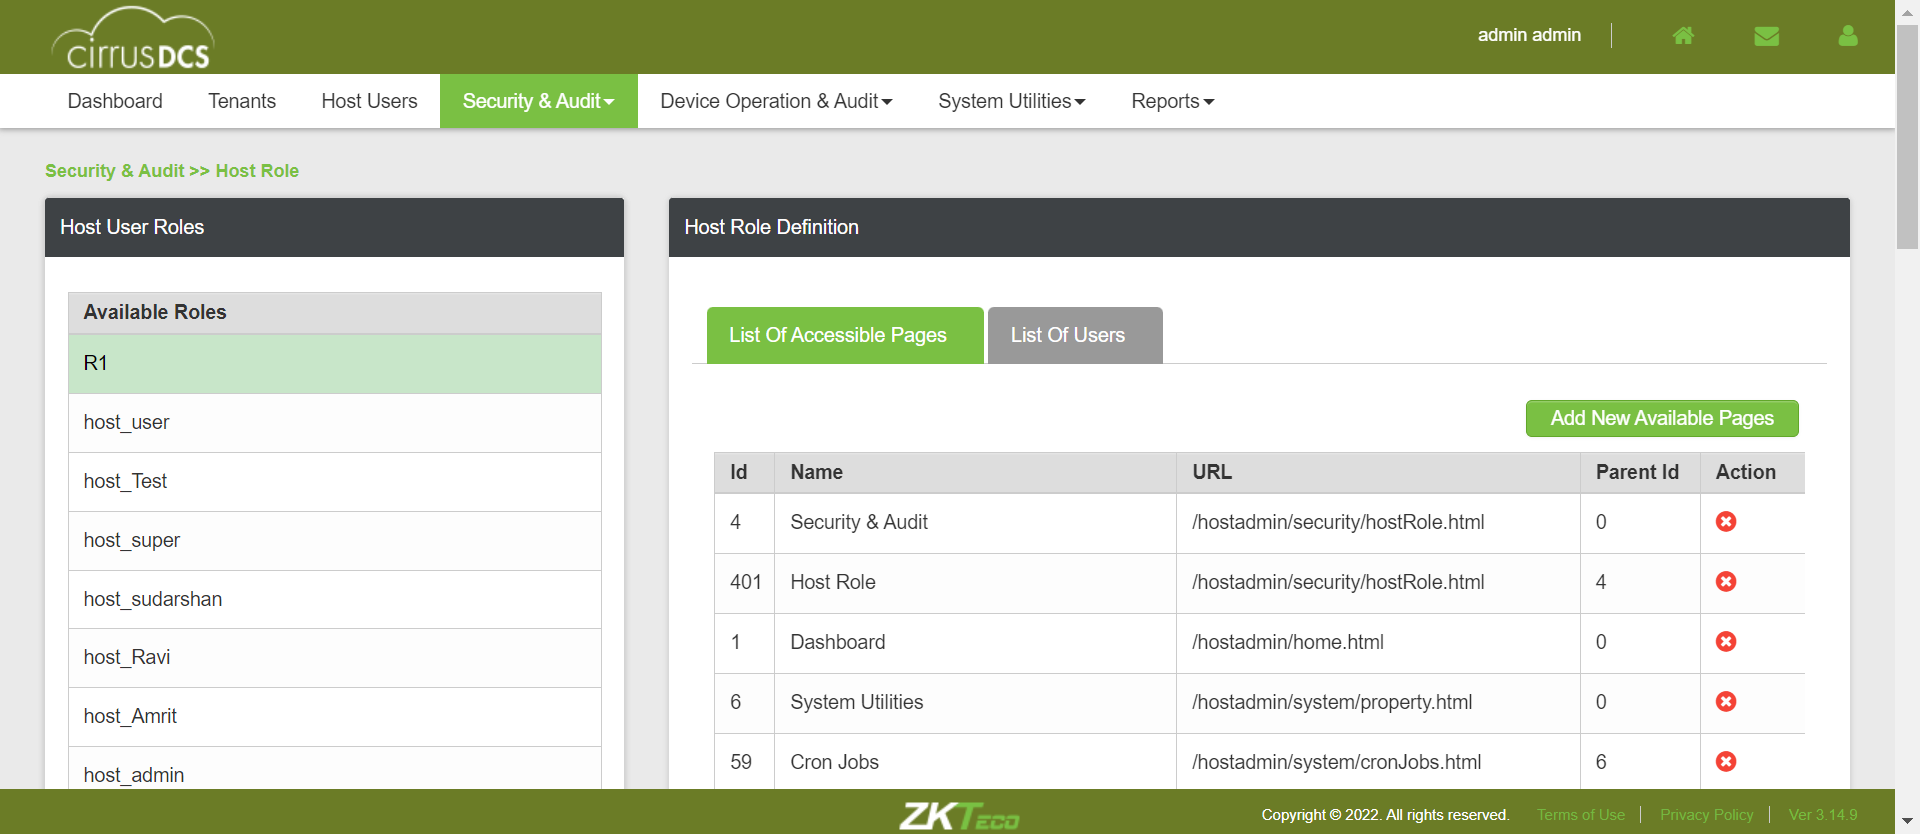 cirrusDCS
admin admin
Dashboard Tenants Host Users Security & Audit Device Operation & Audit System Utilities Reports
Security & Audit >> Host Role
Host User Roles
Available Roles
R1
host_user
host_Test
host_super
host_sudarshan
host_Ravi
host_Amrit
host_admin
Host Role Definition
List Of Accessible Pages List Of Users
Add New Available Pages
Id Name URL Parent Id Action
4 Security & Audit /hostadmin/security/hostRole.html 0
401 Host Role /hostadmin/security/hostRole.html 4
1 Dashboard /hostadmin/home.html 0
6 System Utilities /hostadmin/system/property.html 0
59 Cron Jobs /hostadmin/system/cronJobs.html 6
ZKTeco
Copyright © 2022. All rights reserved. Terms of Use Privacy Policy Ver 3.14.9